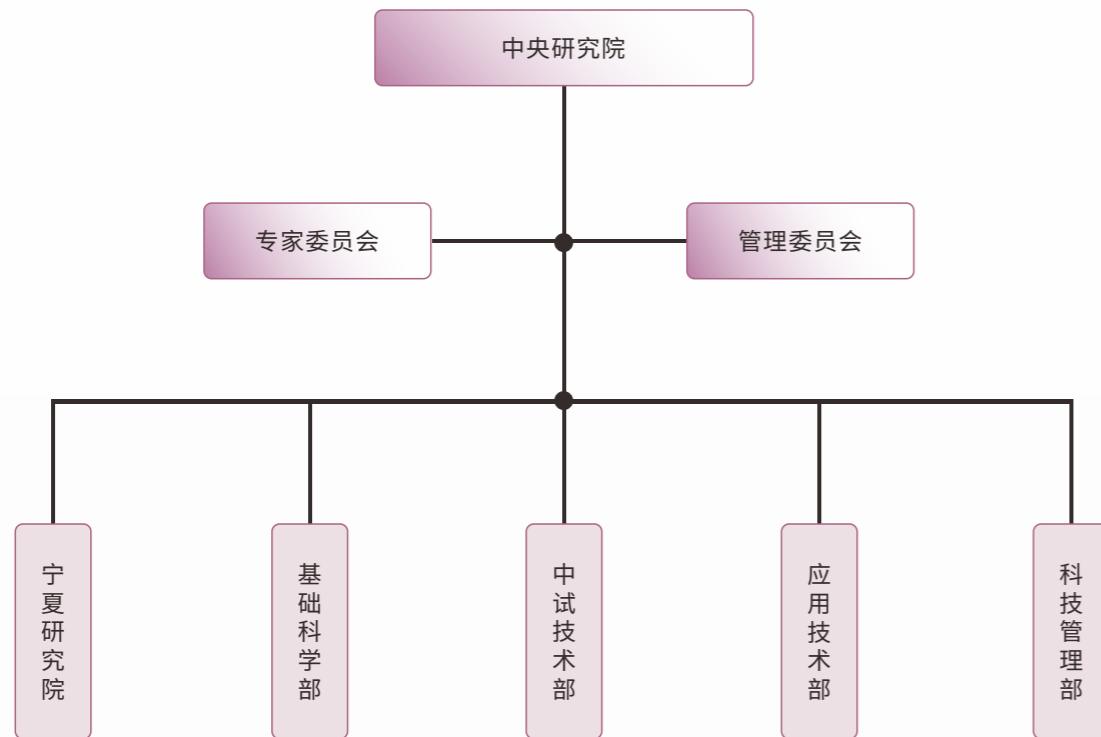 中央研究院
专家委员会
管理委员会
宁夏研究院
基础科学部
中试技术部
应用技术部
科技管理部